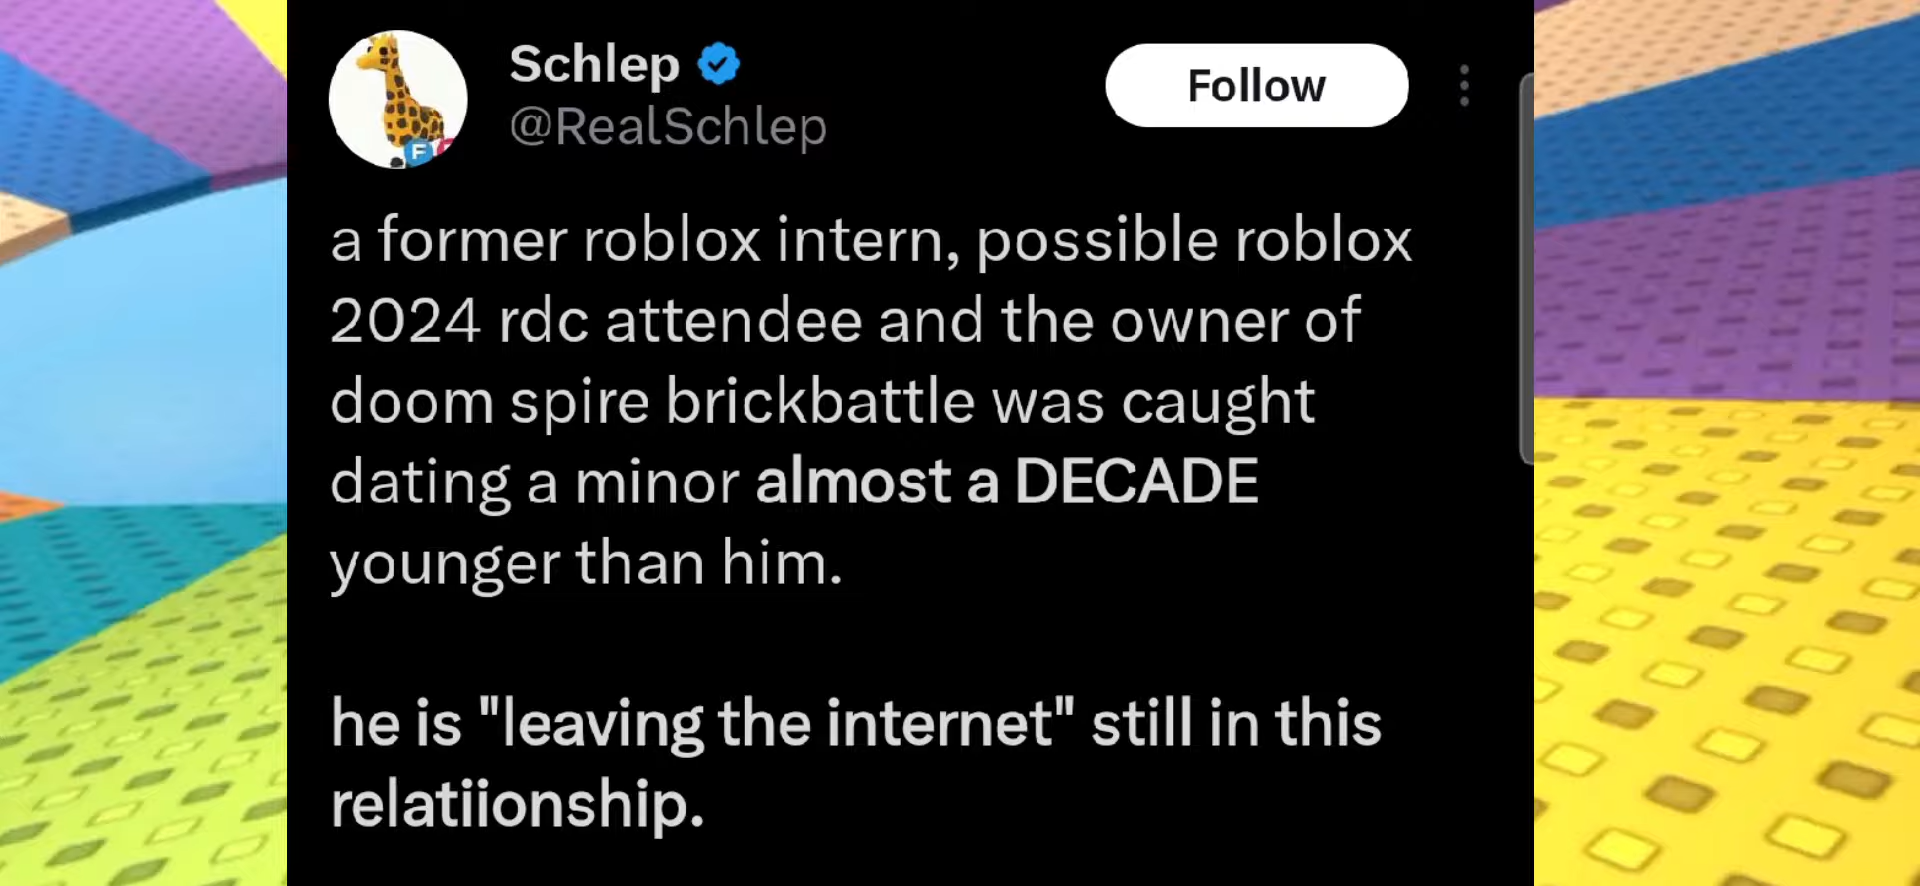 Schlep
@RealSchlep
Follow
a former roblox intern, possible roblox
2024 rdc attendee and the owner of
doom spire brickbattle was caught
dating a minor almost a DECADE
younger than him.
he is "leaving the internet" still in this
relatiionship.
F